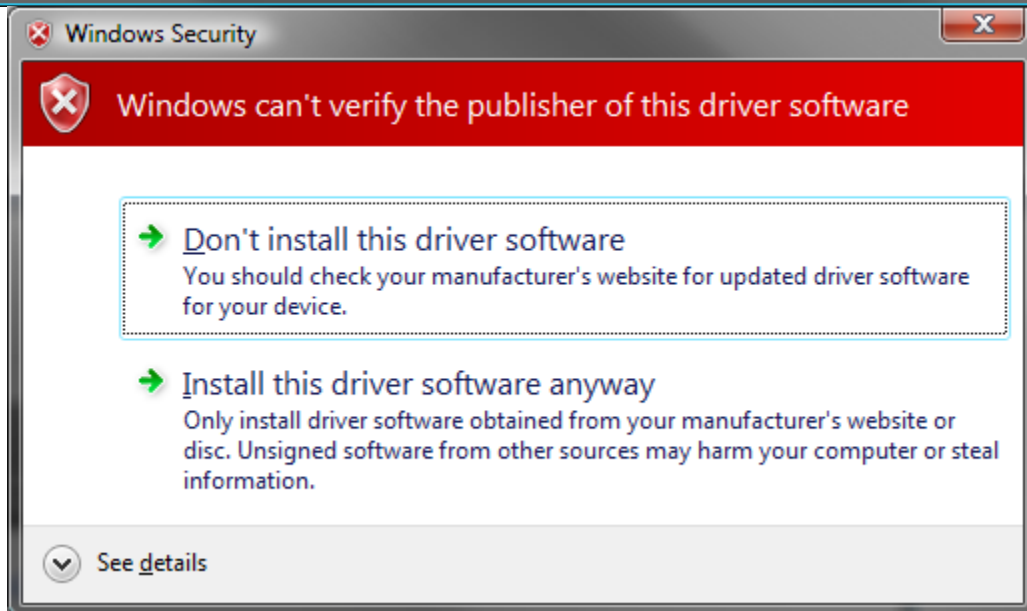 Windows Security
Windows can't verify the publisher of this driver software
Don't install this driver software
You should check your manufacturer's website for updated driver software
for your device.
Install this driver software anyway
Only install driver software obtained from your manufacturer's website or
disc. Unsigned software from other sources may harm your computer or steal
information.
See details